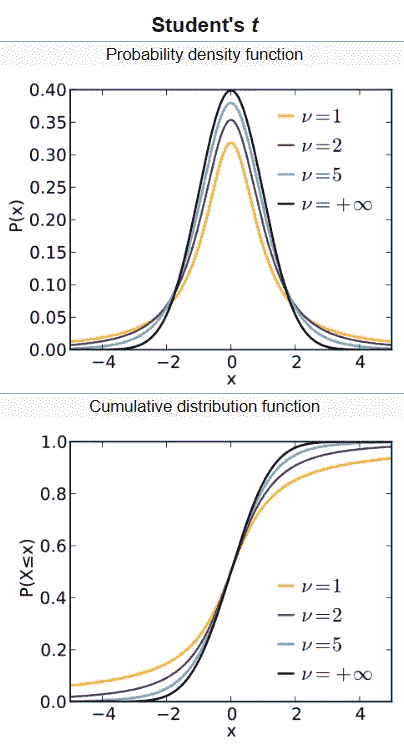 Student's t
Probability density function
0.40
0.35
0.30
0.25
0.20
0.15
0.10
0.05
0.00
P(x)
ν=1
ν=2
ν=5
ν=+∞
−4 −2 0 2 4
x
Cumulative distribution function
1.0
0.8
0.6
0.4
0.2
0.0
P(X≤x)
ν=1
ν=2
ν=5
ν=+∞
−4 −2 0 2 4
x